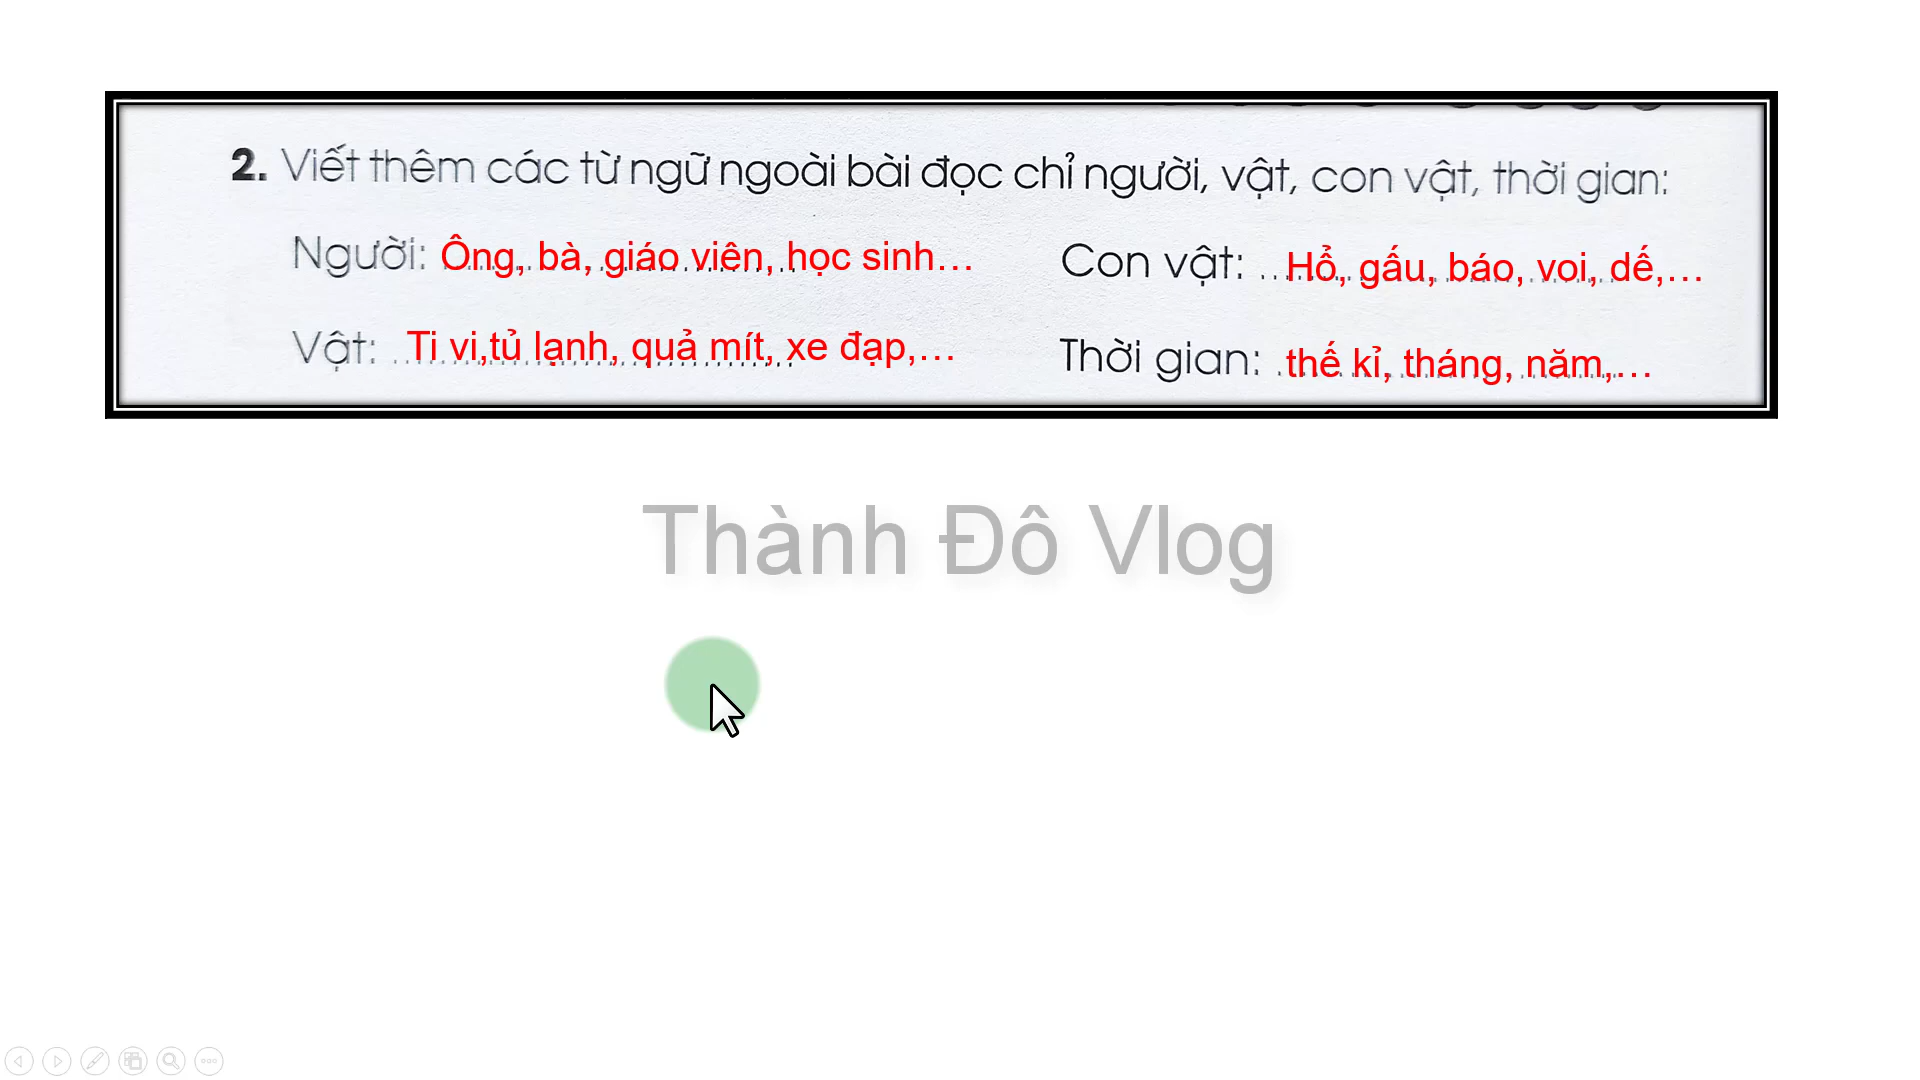 2. Viết thêm các từ ngữ ngoài bài đọc chỉ người, vật, con vật, thời gian:
Người: Ông, bà, giáo viên, học sinh…
Con vật: Hổ, gấu, báo, voi, dế,…
Vật: Ti vi,tủ lạnh, quả mít, xe đạp,…
Thời gian: thế kỉ, tháng, năm,…
Thành Đô Vlog